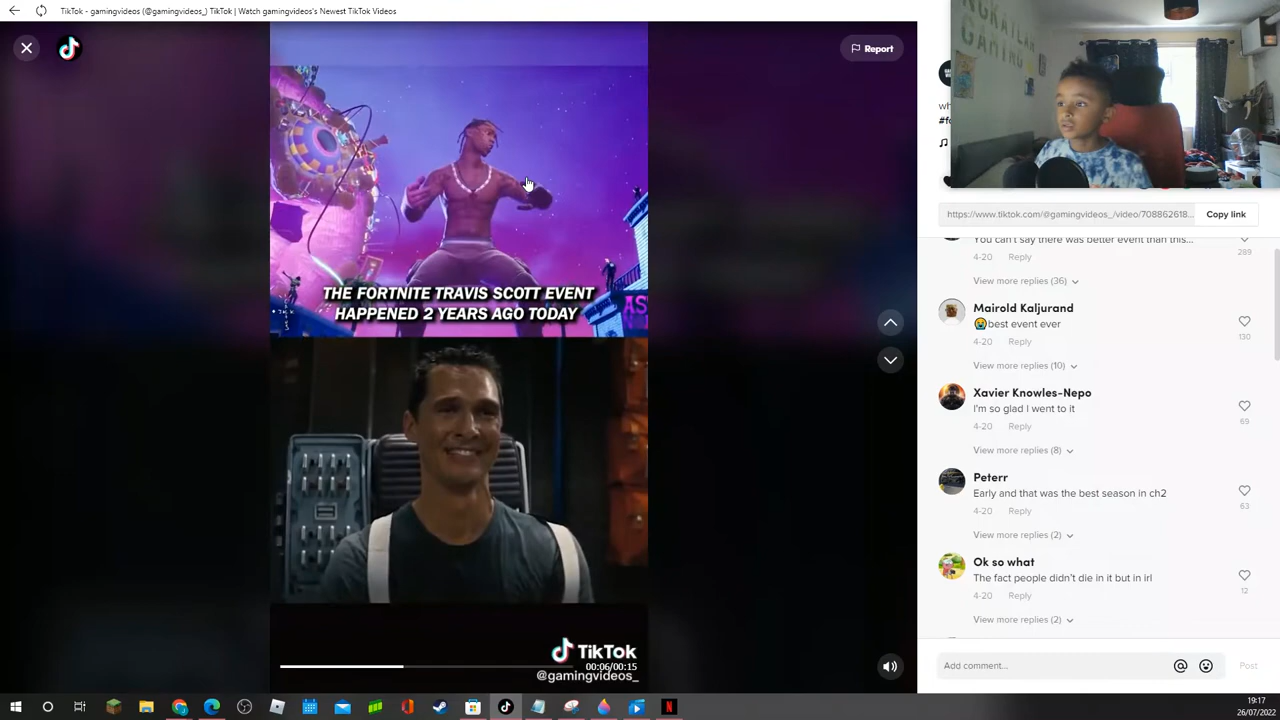 TikTok - gamingvideos (@gamingvideos_) TikTok | Watch gamingvideos's Newest TikTok Videos
Report
THE FORTNITE TRAVIS SCOTT EVENT
HAPPENED 2 YEARS AGO TODAY
TikTok
00:06/00:15
@gamingvideos_
GAMING
https://www.tiktok.com/@gamingvideos_/video/708862618...
Copy link
You can't say there was better event than this...
289
4-20 Reply
View more replies (36)
Mairold Kaljurand
😭best event ever
130
4-20 Reply
View more replies (10)
Xavier Knowles-Nepo
I'm so glad I went to it
69
4-20 Reply
View more replies (8)
Peterr
Early and that was the best season in ch2
63
4-20 Reply
View more replies (2)
Ok so what
The fact people didn't die in it but in irl
12
4-20 Reply
View more replies (2)
Add comment...
Post
19:17
26/07/2022